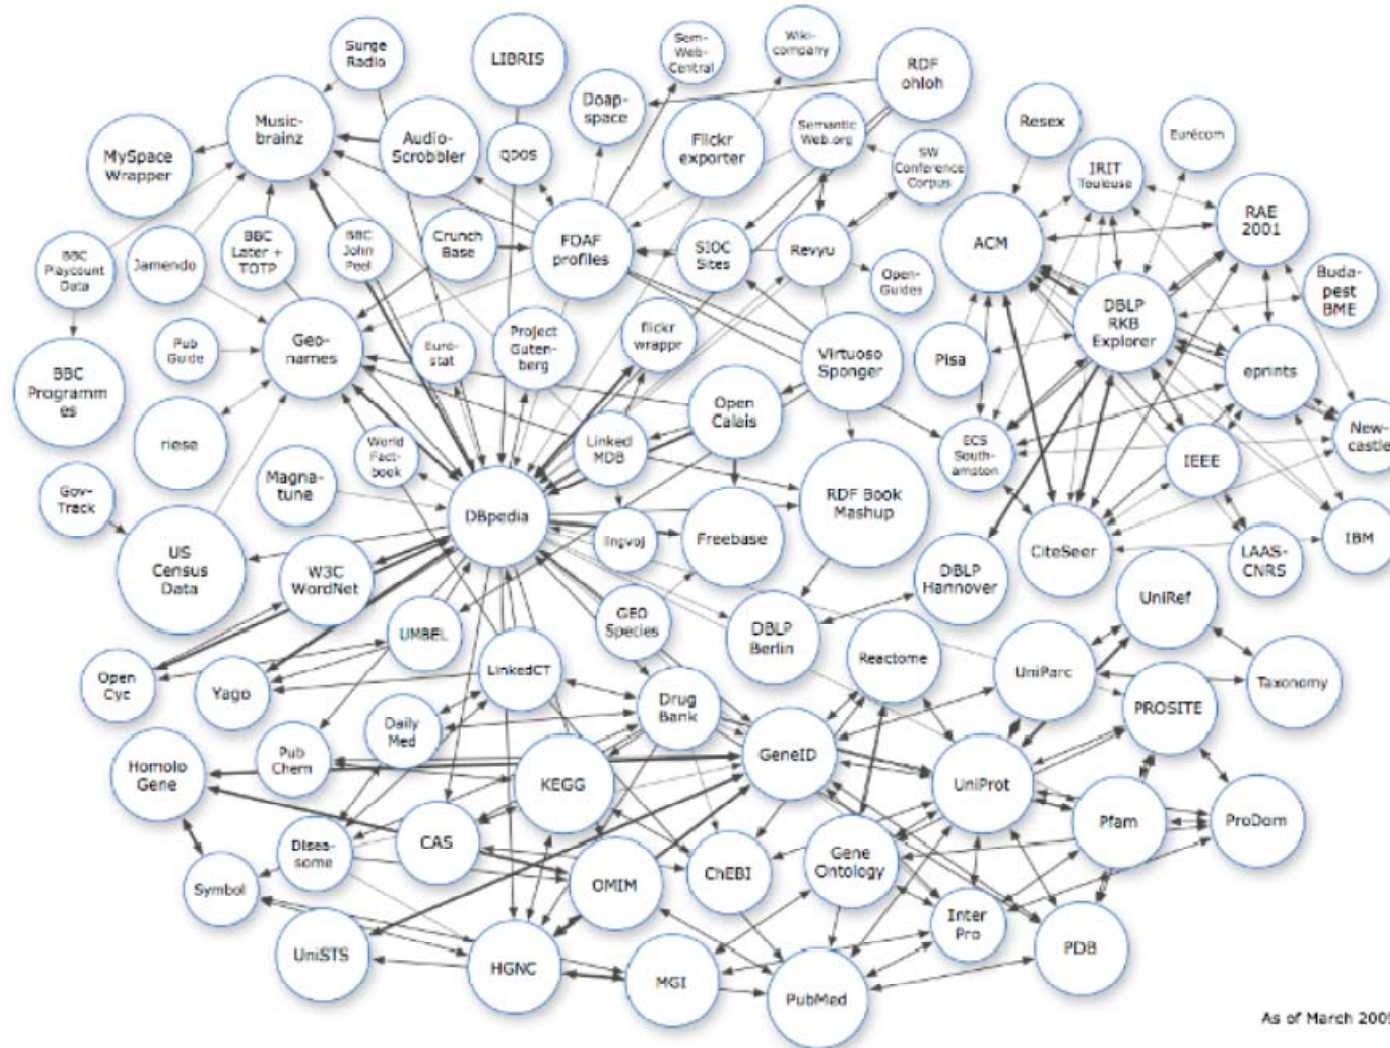 Surge
Radio
LIBRIS
Sem-
Web-
Central
Wiki-
company
RDF
ohloh
Doap-
space
Music-
brainz
Audio-
Scrobbler
QDOS
Flickr
exporter
Semantic
Web.org
SW
Conference
Corpus
Resex
Eurécom
MySpace
Wrapper
IRIT
Toulouse
RAE
2001
ACM
BBC
Playcount
Data
Jamendo
BBC
Later +
TOTP
BBC
John
Peel
Crunch
Base
FOAF
profiles
SIOC
Sites
Revyu
Open-
Guides
DBLP
RKB
Explorer
Buda-
pest
BME
Pub
Guide
Geo-
names
Euro-
stat
Project
Guten-
berg
flickr
wrappr
Virtuoso
Sponger
Pisa
eprints
BBC
Programm
es
riese
World
Fact-
book
Linked
MDB
Open
Calais
ECS
South-
ampton
IEEE
New-
castle
Gov-
Track
Magna-
tune
DBpedia
RDF Book
Mashup
lingvoj
Freebase
CiteSeer
LAAS-
CNRS
IBM
US
Census
Data
W3C
WordNet
DBLP
Hannover
UniRef
UMBEL
GEO
Species
DBLP
Berlin
Reactome
UniParc
Taxonomy
Open
Cyc
Yago
LinkedCT
Drug
Bank
PROSITE
Daily
Med
Pub
Chem
Homolo
Gene
KEGG
GeneID
UniProt
Pfam
ProDom
Disea-
some
CAS
ChEBI
Gene
Ontology
Symbol
OMIM
Inter
Pro
UniSTS
HGNC
MGI
PubMed
PDB
As of March 2009